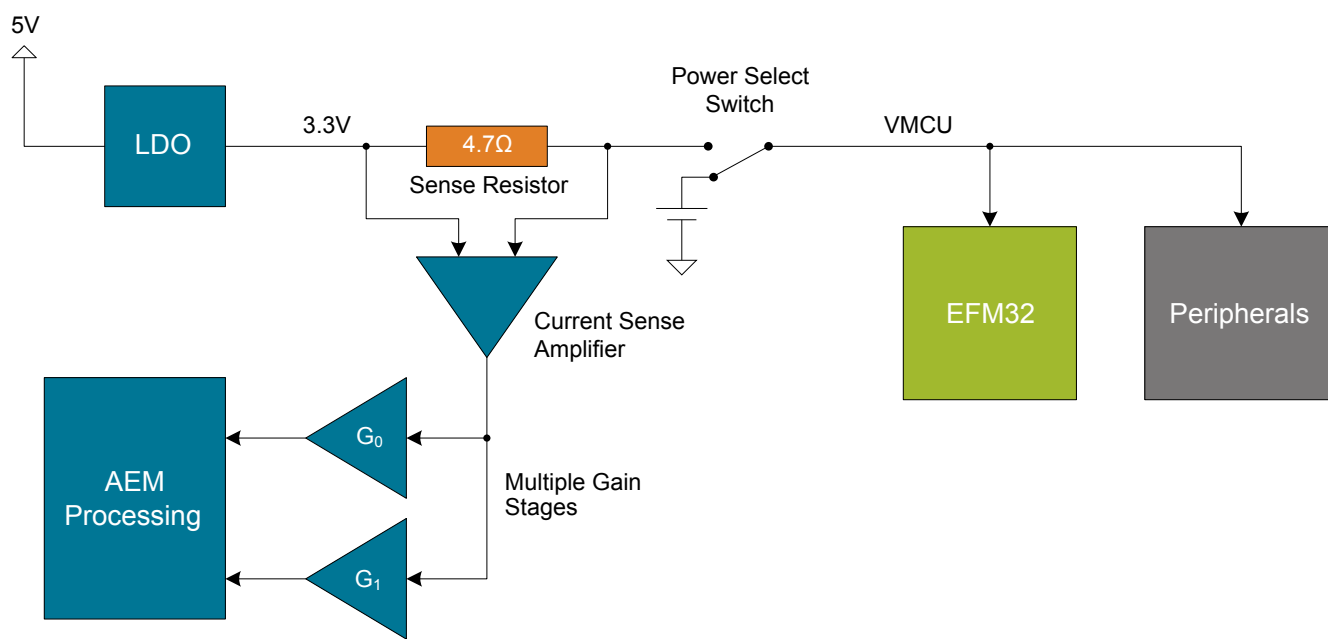 5V
LDO
3.3V
4.7Ω
Sense Resistor
Power Select
Switch
VMCU
EFM32
Peripherals
Current Sense
Amplifier
AEM
Processing
G₀
Multiple Gain
Stages
G₁